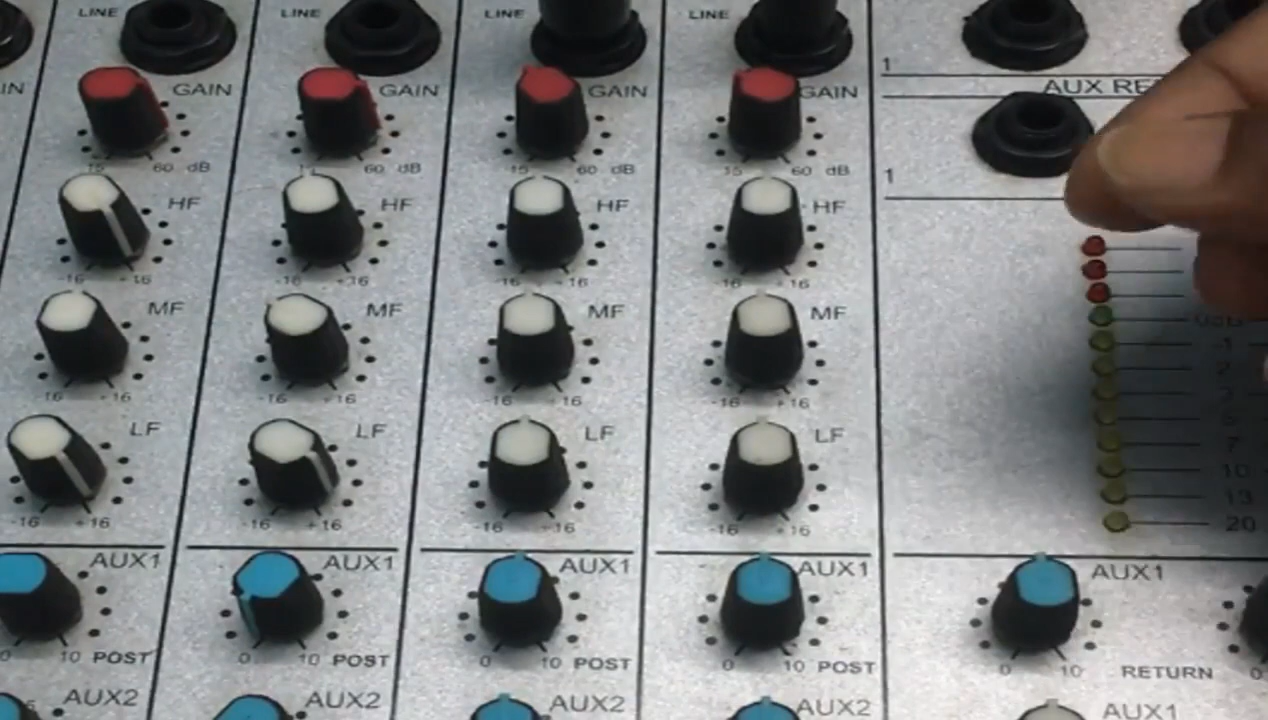 LINE LINE LINE LINE
1
IN GAIN GAIN GAIN GAIN AUX RE
15 60 dB 60 dB 15 60 dB 15 60 dB
1
HF HF HF HF
-16 +16 -16 +16 -16 +16 -16 +16
MF MF MF MF
-16 +16 -16 +16 -16 +16 -16 +16
7
LF LF LF LF
10
13
-16 +16 -16 +16 -16 +16 -16 +16
20
AUX1 AUX1 AUX1 AUX1 AUX1
0 10 POST 0 10 POST 0 10 POST 0 10 POST 0 10 RETURN 0
AUX2 AUX2 AUX2 AUX2 AUX1